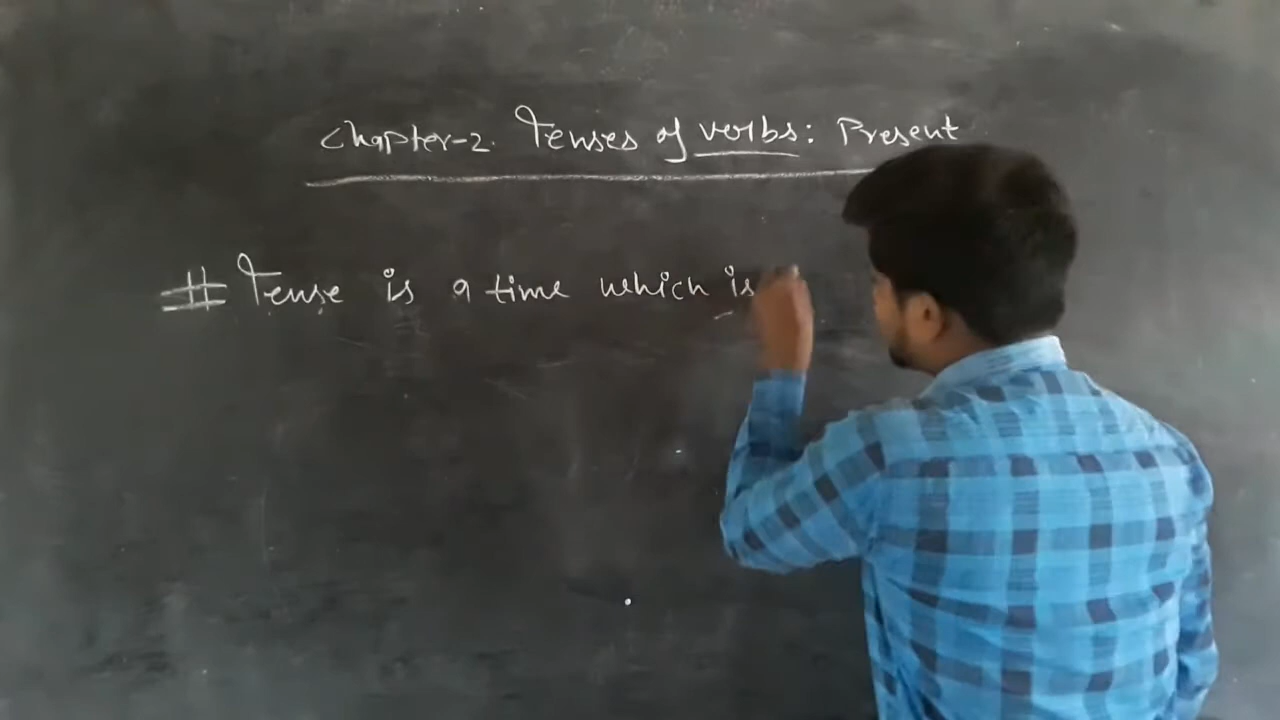 Chapter-2. Tenses of verbs: Present
# Tense is a time which is